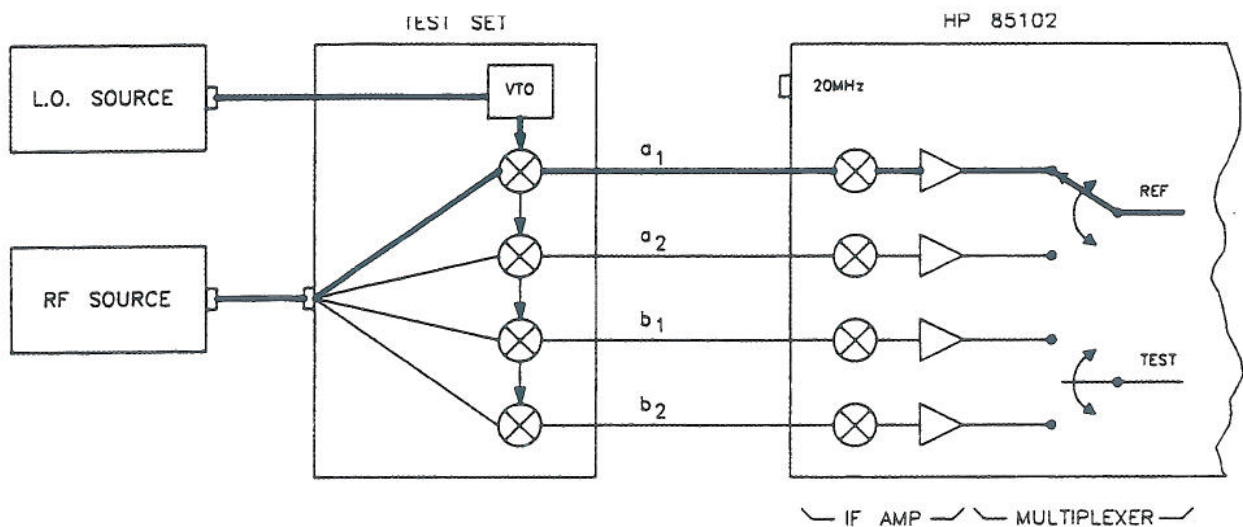 TEST SET
HP 85102
L.O. SOURCE
VTO
20MHz
a1
REF
a2
RF SOURCE
b1
TEST
b2
IF AMP
MULTIPLEXER